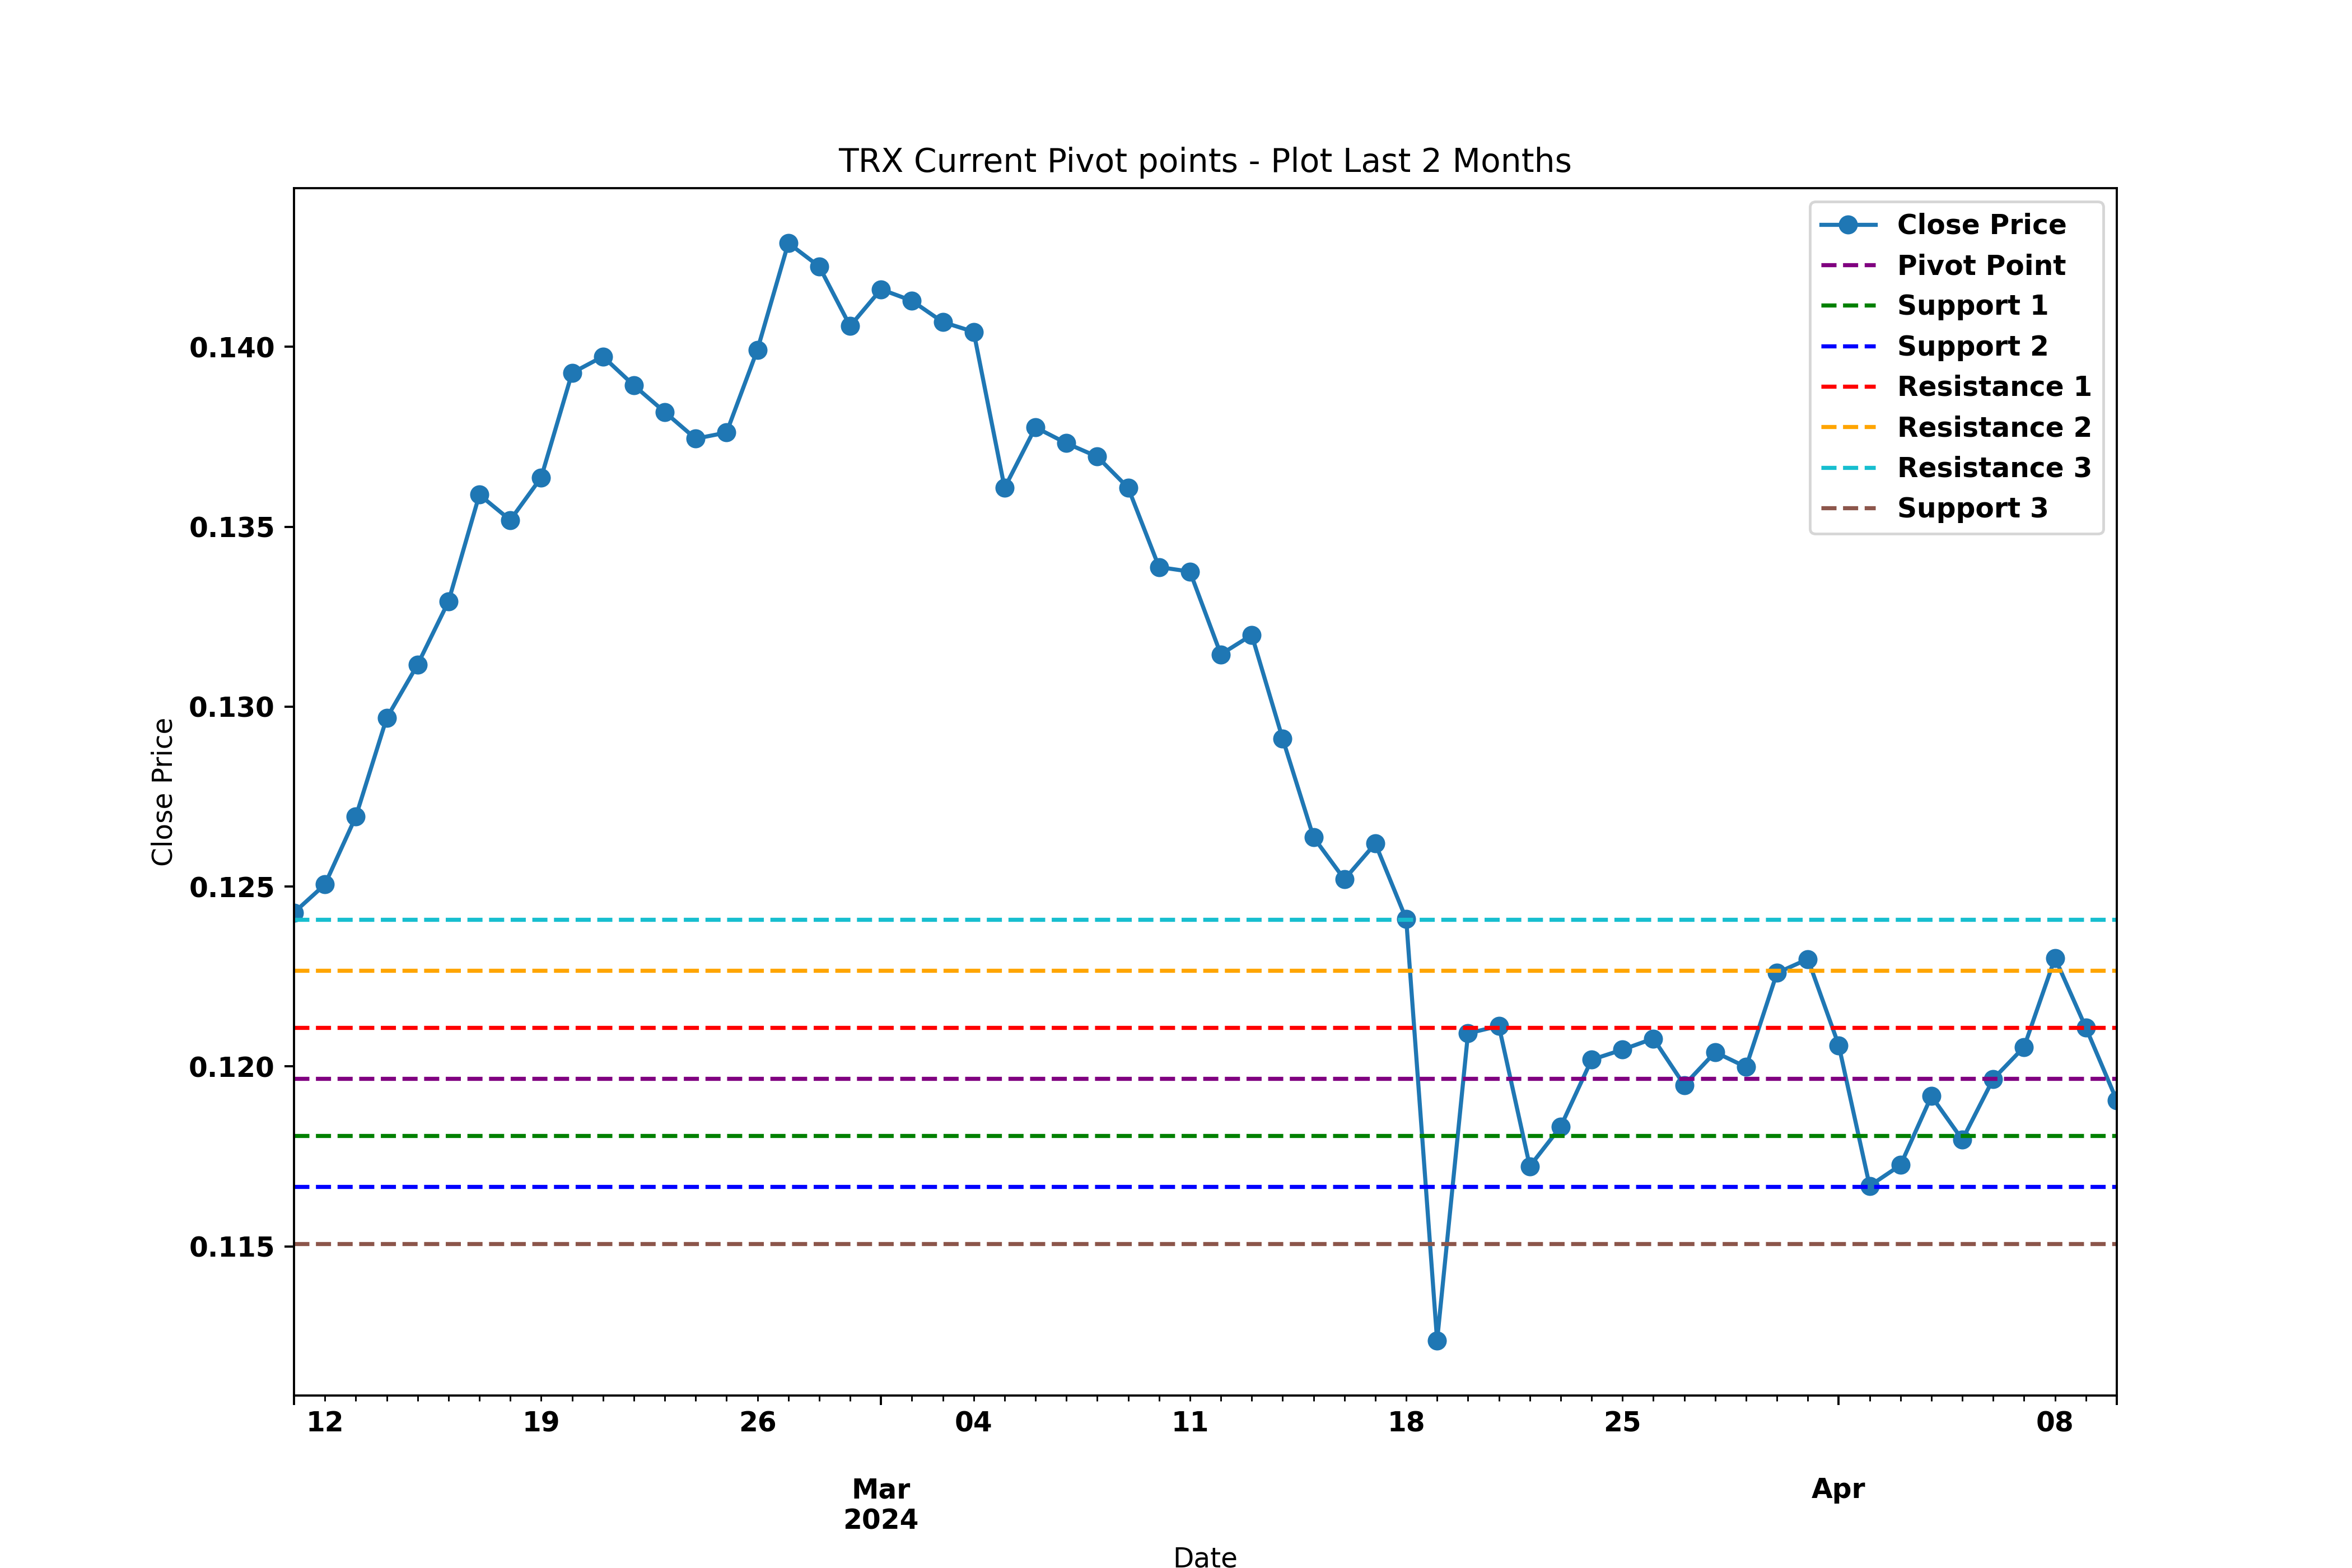 TRX Current Pivot points - Plot Last 2 Months
Close Price
Pivot Point
Support 1
Support 2
Resistance 1
Resistance 2
Resistance 3
Support 3
0.140
0.135
0.130
0.125
0.120
0.115
Close Price
12 19 26 04 11 18 25 08
Mar Apr
2024
Date